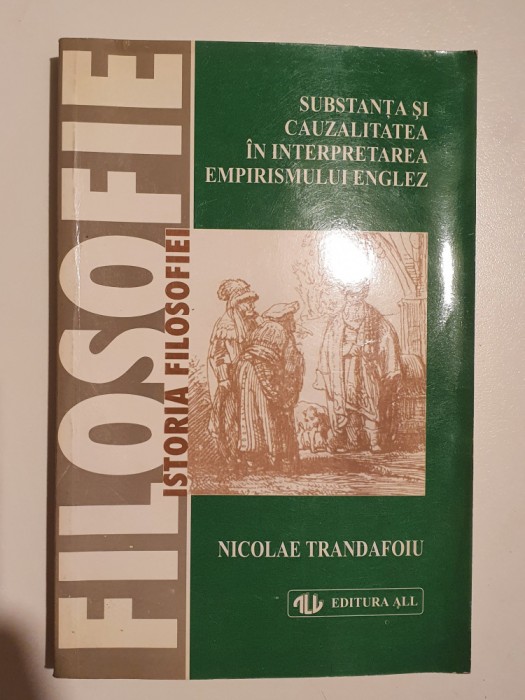 FILOSOFIE
ISTORIA FILOSOFIEI
SUBSTANȚA ȘI
CAUZALITATEA
ÎN INTERPRETAREA
EMPIRISMULUI ENGLEZ
NICOLAE TRANDAFOIU
ALL EDITURA ALL